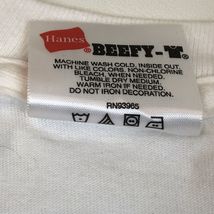 Hanes
BEEFY-T
MACHINE WASH COLD, INSIDE OUT,
WITH LIKE COLORS. NON-CHLORINE
BLEACH, WHEN NEEDED.
TUMBLE DRY MEDIUM.
WARM IRON IF NEEDED.
DO NOT IRON DECORATION.
RN93965